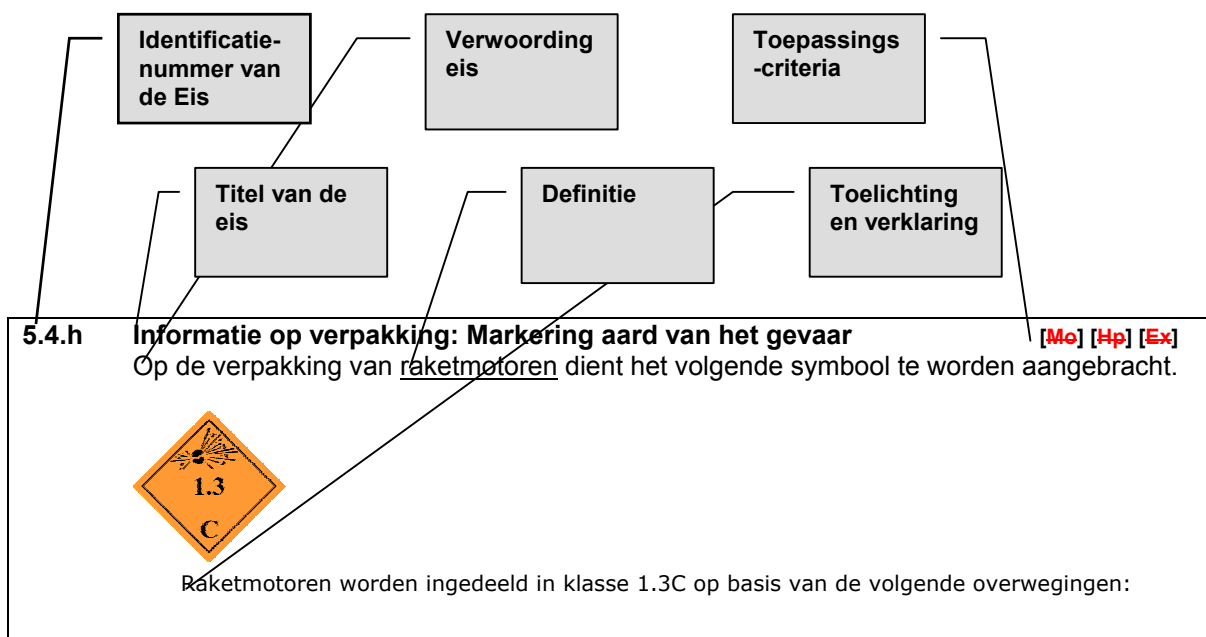 Identificatie-
nummer van
de Eis
Verwoording
eis
Toepassings
-criteria
Titel van de
eis
Definitie
Toelichting
en verklaring
5.4.h Informatie op verpakking: Markering aard van het gevaar [Mo] [Hp] [Ex]
Op de verpakking van raketmotoren dient het volgende symbool te worden aangebracht.
1.3
C
Raketmotoren worden ingedeeld in klasse 1.3C op basis van de volgende overwegingen: